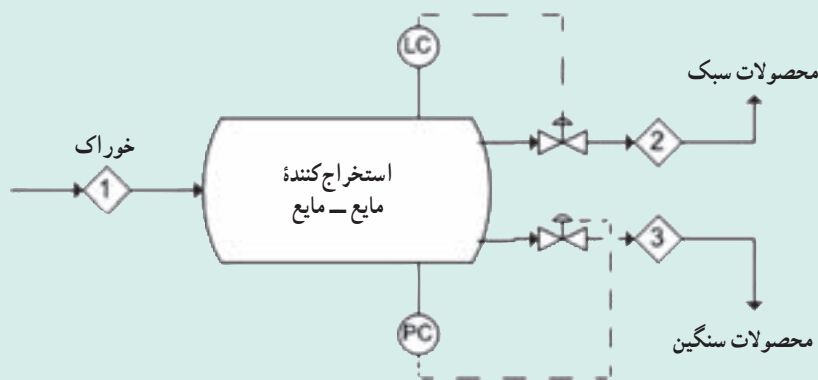 LC
محصولات سبک
2
خوراک
1
استخراج‌کنندهٔ
مایع ــ مایع
3
PC
محصولات سنگین